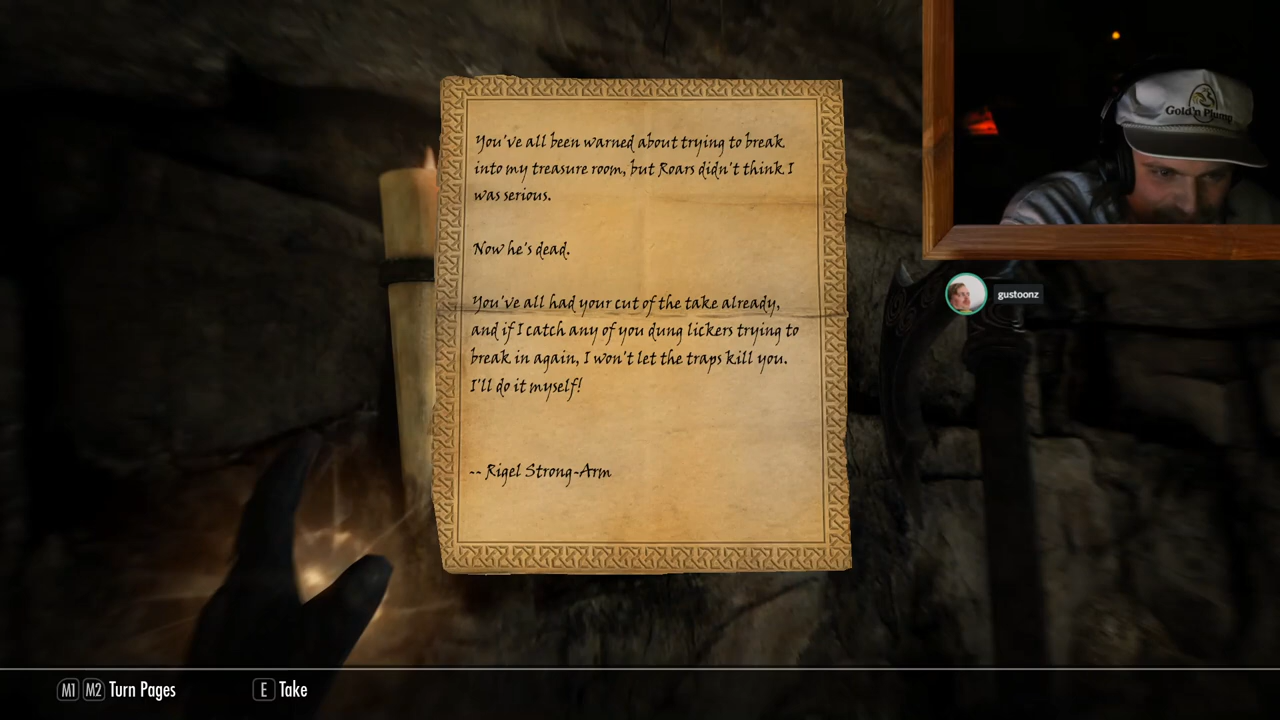 Gold'n Plump
You've all been warned about trying to break
into my treasure room, but Roars didn't think I
was serious.
Now he's dead.
You've all had your cut of the take already,
and if I catch any of you dung lickers trying to
break in again, I won't let the traps kill you.
I'll do it myself!
-- Rigel Strong-Arm
gustoonz
M1 M2 Turn Pages
E Take